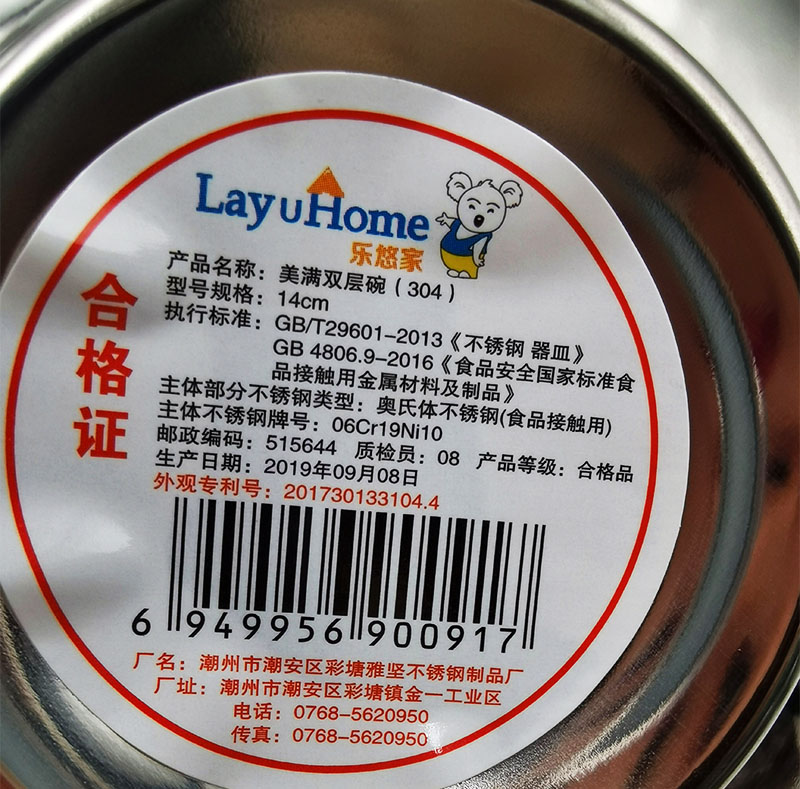 LayuHome
乐悠家
合格证
产品名称：美满双层碗（304）
型号规格：14cm
执行标准：GB/T29601-2013《不锈钢 器皿》
GB 4806.9-2016《食品安全国家标准食
品接触用金属材料及制品》
主体部分不锈钢类型：奥氏体不锈钢(食品接触用)
主体不锈钢牌号：06Cr19Ni10
邮政编码：515644 质检员：08 产品等级：合格品
生产日期：2019年09月08日
外观专利号：201730133104.4
6 949956 900917
厂名：潮州市潮安区彩塘雅坚不锈钢制品厂
厂址：潮州市潮安区彩塘镇金一工业区
电话：0768-5620950
传真：0768-5620950